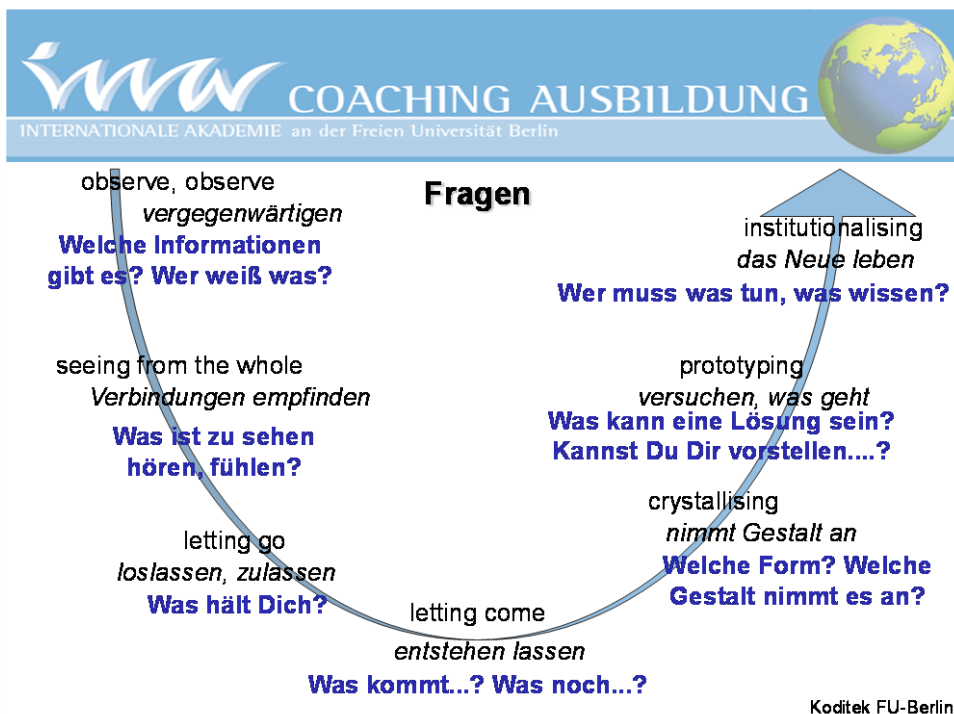 inw COACHING AUSBILDUNG
INTERNATIONALE AKADEMIE an der Freien Universität Berlin
Fragen
observe, observe
vergegenwärtigen
Welche Informationen
gibt es? Wer weiß was?
seeing from the whole
Verbindungen empfinden
Was ist zu sehen
hören, fühlen?
letting go
loslassen, zulassen
Was hält Dich?
letting come
entstehen lassen
Was kommt...? Was noch...?
crystallising
nimmt Gestalt an
Welche Form? Welche
Gestalt nimmt es an?
prototyping
versuchen, was geht
Was kann eine Lösung sein?
Kannst Du Dir vorstellen....?
institutionalising
das Neue leben
Wer muss was tun, was wissen?
Koditek FU-Berlin